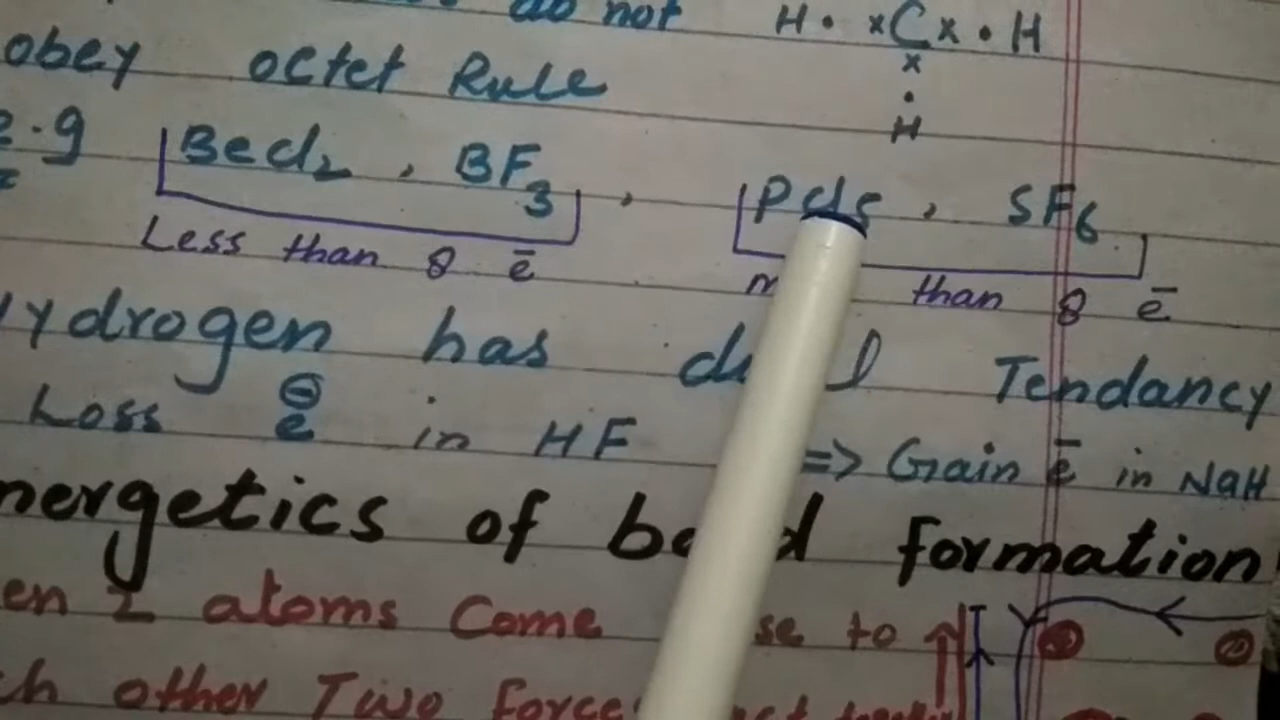 do not H· ×C×· H
×
·
H
obey octet Rule
e.g BeCl2 , BF3 , PCl5 , SF6
Less than 8 e̅ than 8 e̅
Hydrogen has Tendancy
Loss e⊖ in HF => Gain e̅ in NaH
nergetics of formation
en 2 atoms Come se to
ch other Two Force